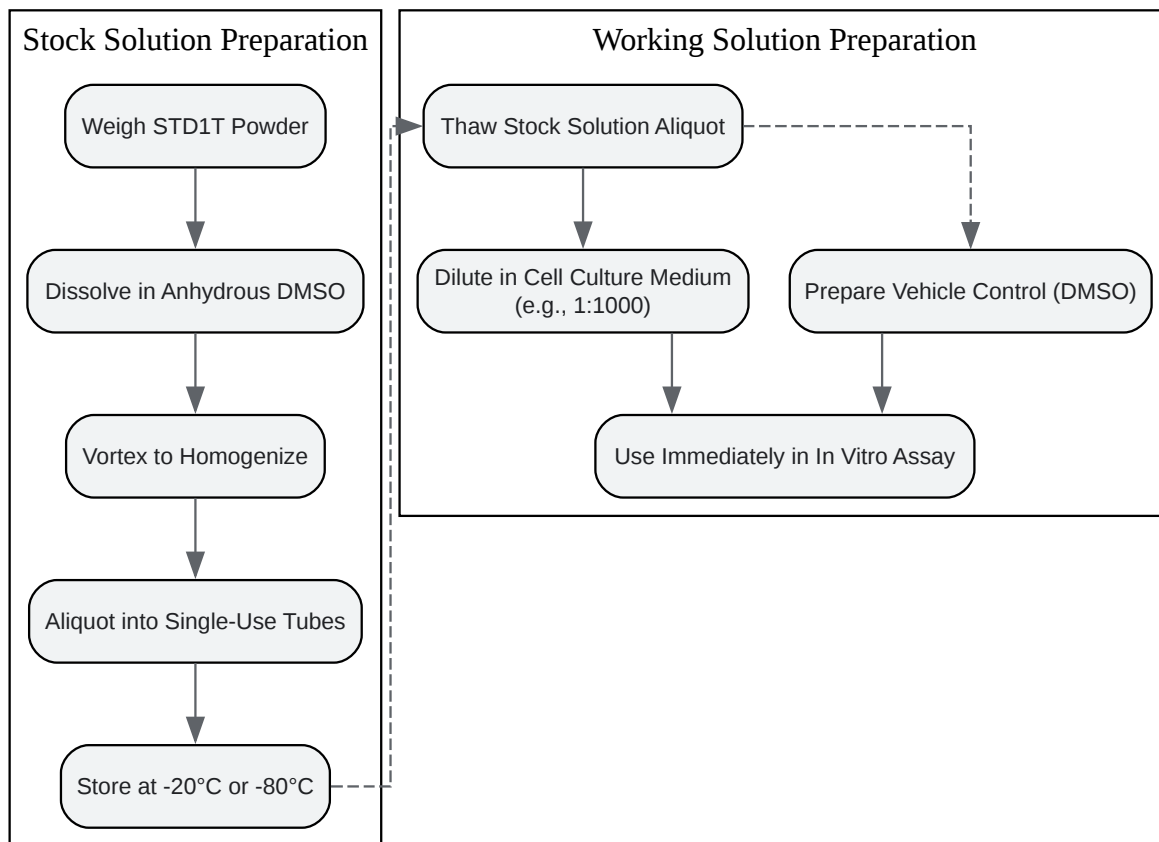 Stock Solution Preparation
Weigh STD1T Powder
Dissolve in Anhydrous DMSO
Vortex to Homogenize
Aliquot into Single-Use Tubes
Store at -20°C or -80°C
Working Solution Preparation
Thaw Stock Solution Aliquot
Dilute in Cell Culture Medium
(e.g., 1:1000)
Prepare Vehicle Control (DMSO)
Use Immediately in In Vitro Assay